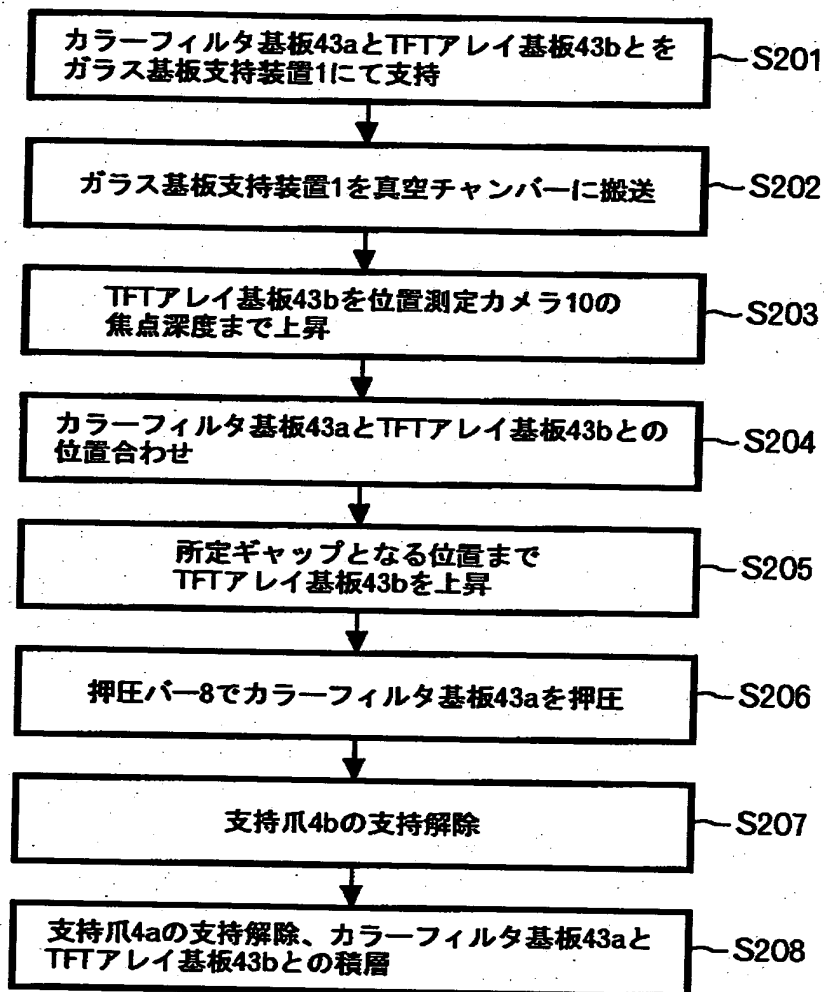 カラーフィルタ基板43aとTFTアレイ基板43bとを
ガラス基板支持装置1にて支持
S201
ガラス基板支持装置1を真空チャンバーに搬送
S202
TFTアレイ基板43bを位置測定カメラ10の
焦点深度まで上昇
S203
カラーフィルタ基板43aとTFTアレイ基板43bとの
位置合わせ
S204
所定ギャップとなる位置まで
TFTアレイ基板43bを上昇
S205
押圧バー8でカラーフィルタ基板43aを押圧
S206
支持爪4bの支持解除
S207
支持爪4aの支持解除、カラーフィルタ基板43aと
TFTアレイ基板43bとの積層
S208